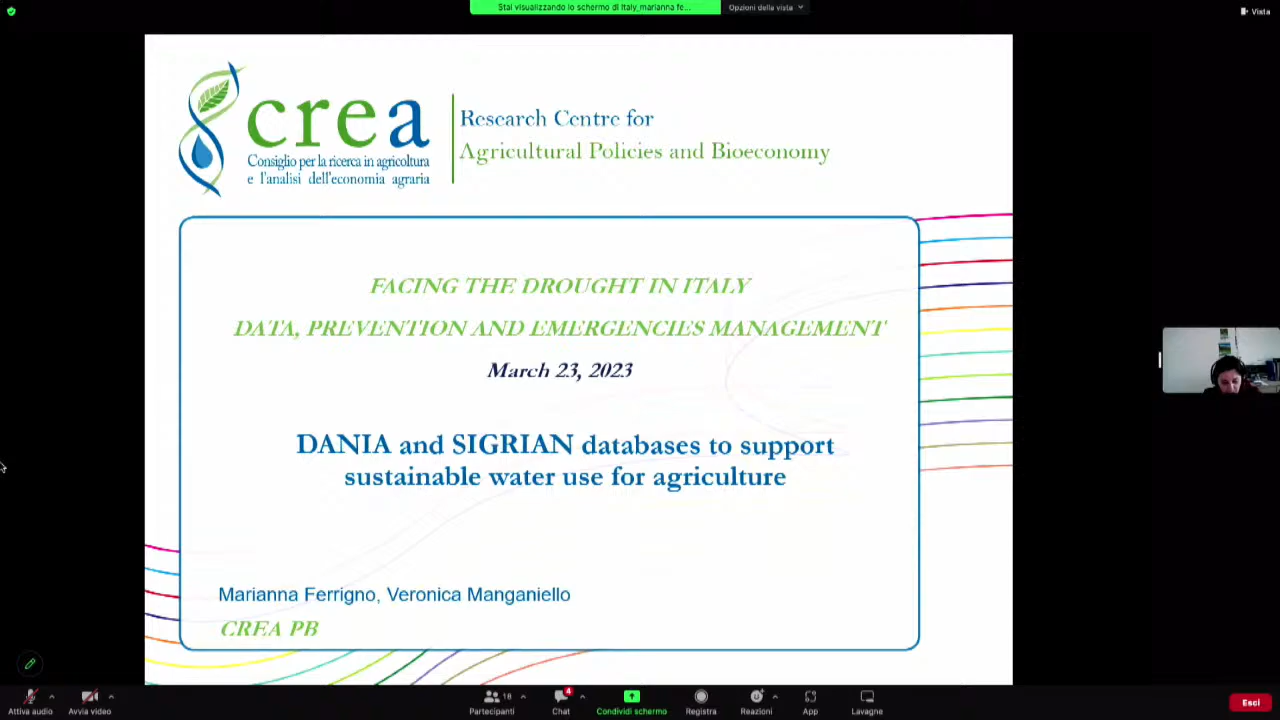 Stai visualizzando lo schermo di Italy_marianna fe...
Opzioni della vista
Vista
crea
Consiglio per la ricerca in agricoltura
e l'analisi dell'economia agraria
Research Centre for
Agricultural Policies and Bioeconomy
FACING THE DROUGHT IN ITALY
DATA, PREVENTION AND EMERGENCIES MANAGEMENT
March 23, 2023
DANIA and SIGRIAN databases to support
sustainable water use for agriculture
Marianna Ferrigno, Veronica Manganiello
CREA PB
18
4
Attiva audio
Avvia video
Partecipanti
Chat
Condividi schermo
Registra
Reazioni
App
Lavagne
Esci